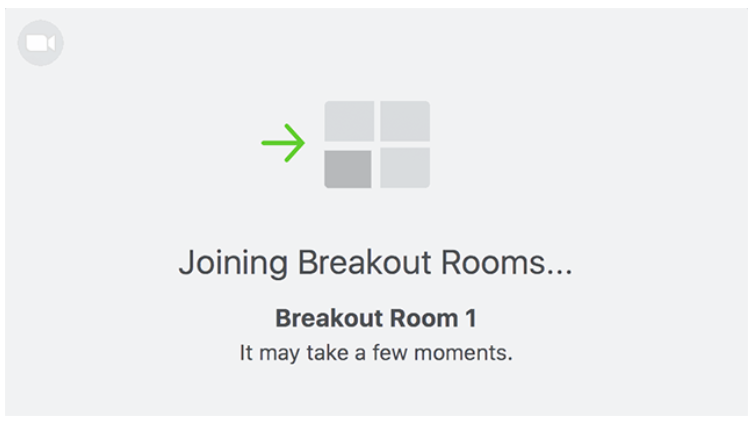 Joining Breakout Rooms...
Breakout Room 1
It may take a few moments.